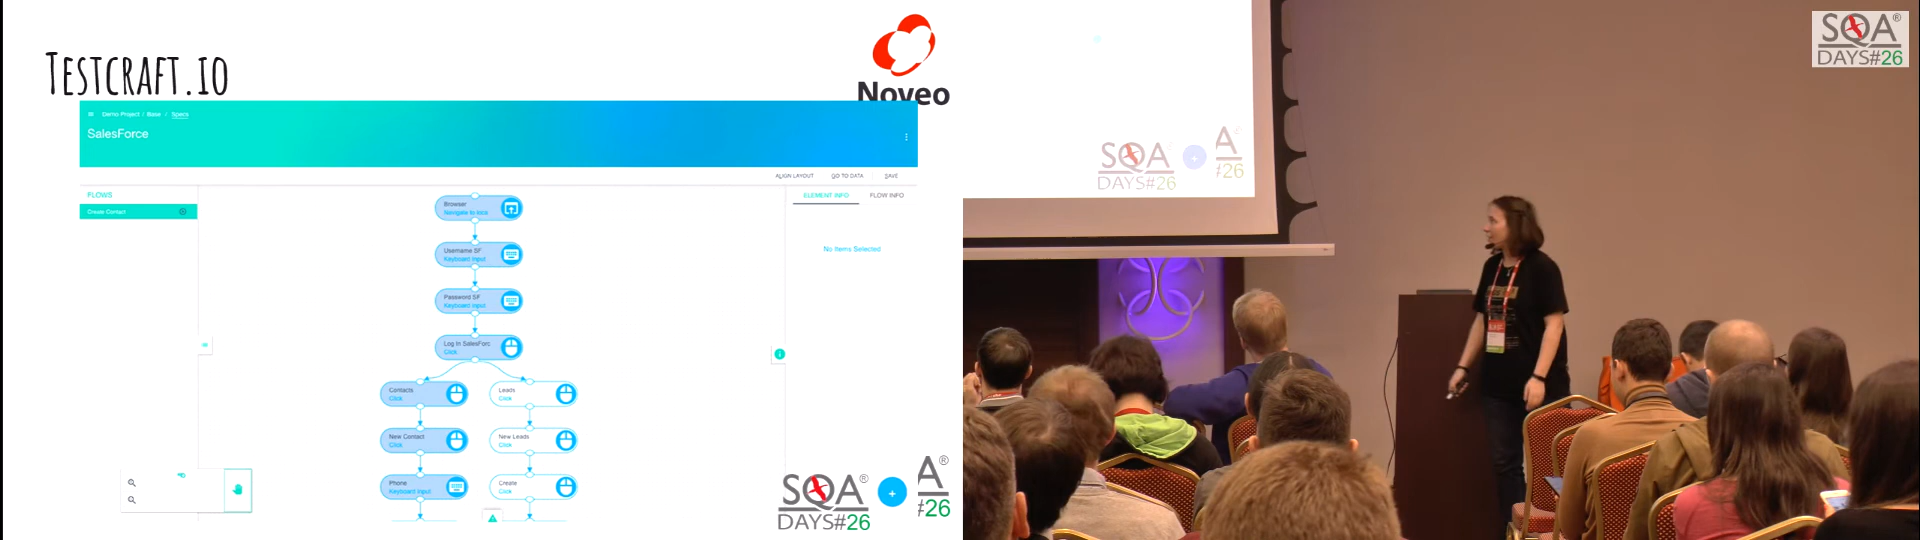 Testcraft.io
Noveo
Demo Project / Base / Specs
SalesForce
ALIGN LAYOUT
GO TO DATA
SAVE
FLOWS
Create Contact
ELEMENT INFO
FLOW INFO
No Items Selected
Browser
Navigate to
Username SF
Keyboard Input
Password SF
Keyboard Input
Log In SalesForc
Click
Contacts
Click
Leads
Click
New Contact
Click
New Leads
Click
Phone
Keyboard Input
Create
Click
SQA®
DAYS#26
A®
#26
SQA
DAYS#26
A
#26
SQA®
DAYS#26